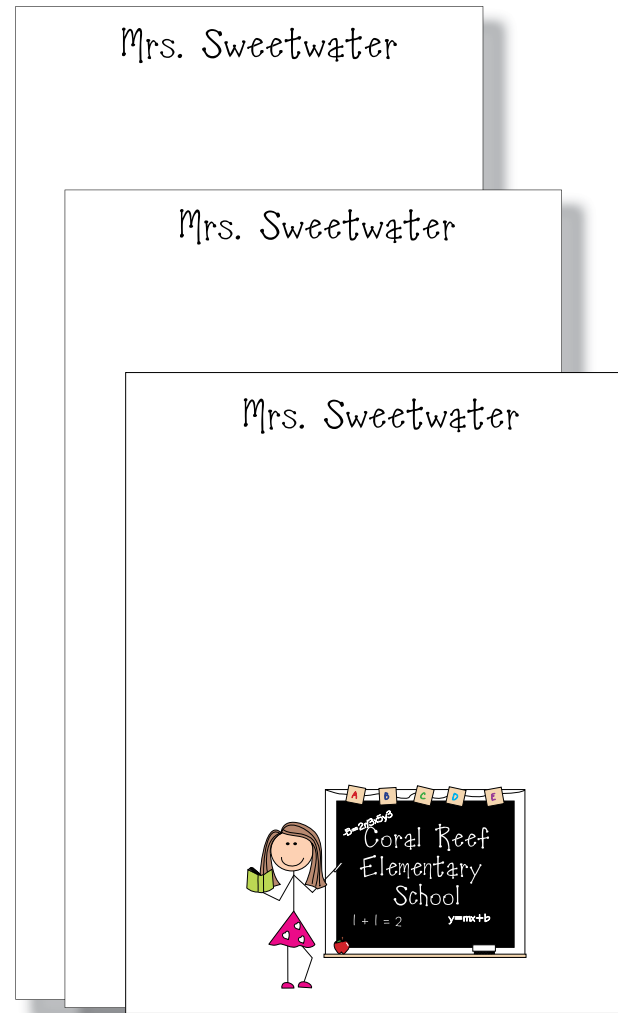 Mrs. Sweetwater
Mrs. Sweetwater
Mrs. Sweetwater
A B C D E
Coral Reef
Elementary
School
1 + 1 = 2
y=mx+b